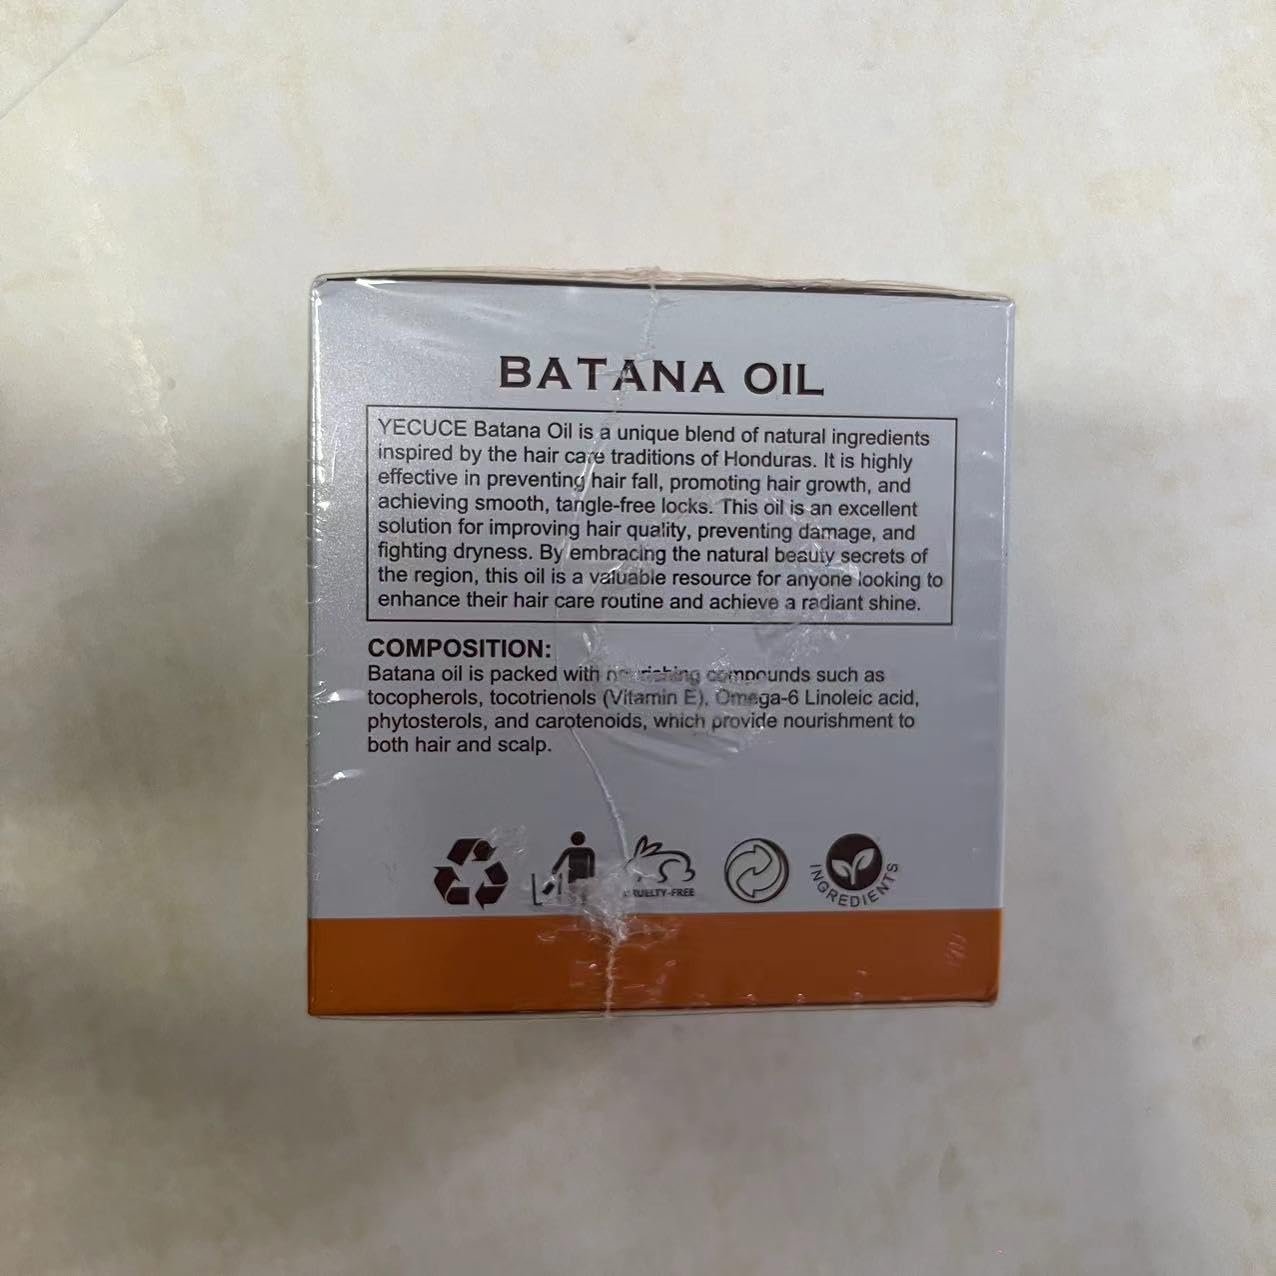 BATANA OIL
YECUCE Batana Oil is a unique blend of natural ingredients
inspired by the hair care traditions of Honduras. It is highly
effective in preventing hair fall, promoting hair growth, and
achieving smooth, tangle-free locks. This oil is an excellent
solution for improving hair quality, preventing damage, and
fighting dryness. By embracing the natural beauty secrets of
the region, this oil is a valuable resource for anyone looking to
enhance their hair care routine and achieve a radiant shine.
COMPOSITION:
Batana oil is packed with nourishing compounds such as
tocopherols, tocotrienols (Vitamin E), Omega-6 Linoleic acid,
phytosterols, and carotenoids, which provide nourishment to
both hair and scalp.
CRUELTY-FREE
INGREDIENTS